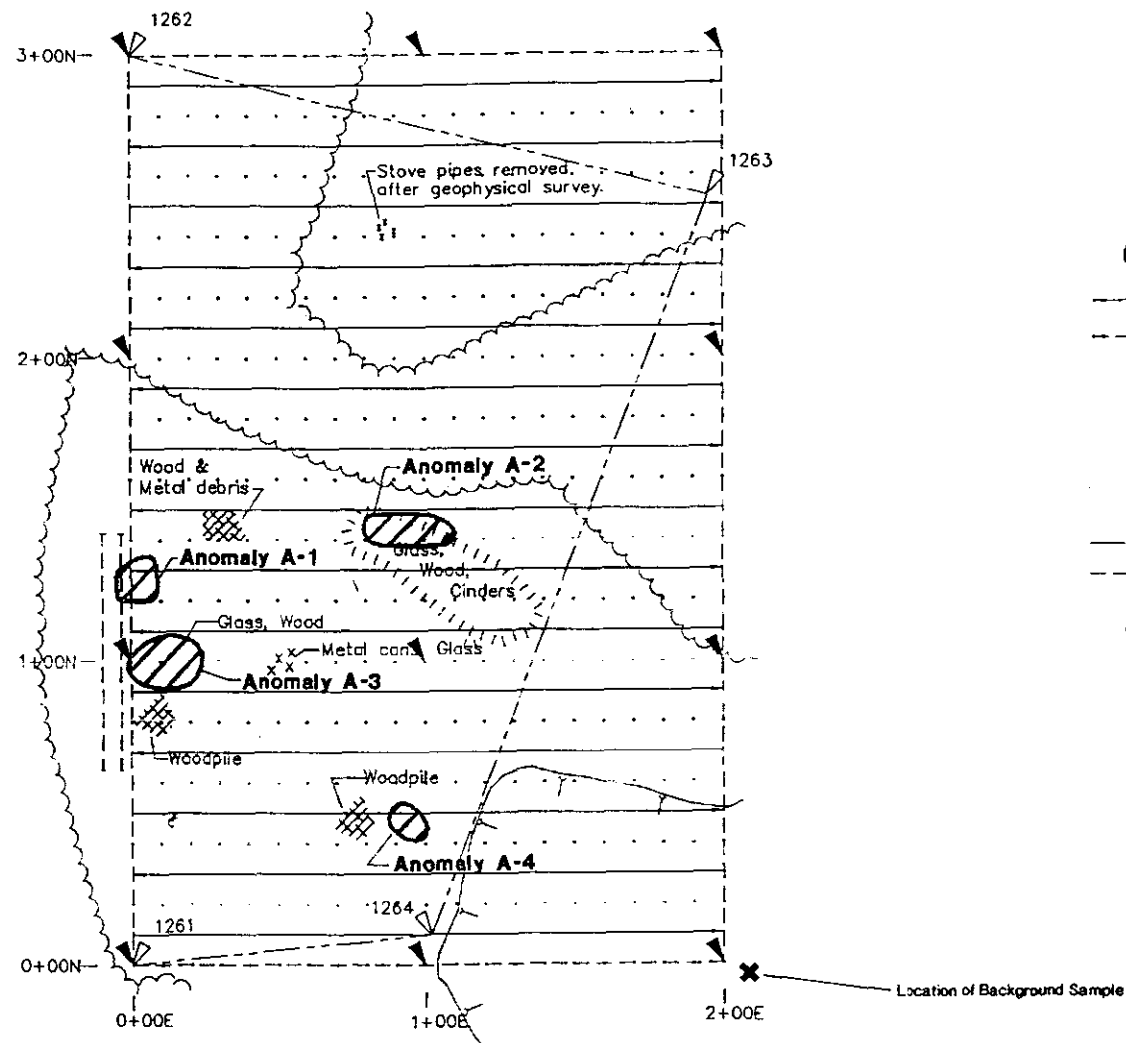 1262
3+00N
1263
Stove pipes removed
after geophysical survey.
2+00N
Wood &
Metal debris
Anomaly A-2
Anomaly A-1
Glass,
Wood,
Cinders
Glass, Wood
Metal cans
Glass
1+00N
Anomaly A-3
Woodpile
Woodpile
Anomaly A-4
1264
1261
0+00N
Location of Background Sample
0+00E
1+00E
2+00E